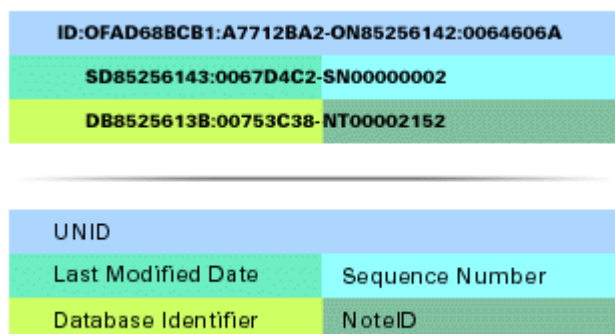 ID:OFAD68BCB1:A7712BA2-ON85256142:0064606A
SD85256143:0067D4C2-SN00000002
DB8525613B:00753C38-NT00002152
UNID
Last Modified Date Sequence Number
Database Identifier NoteID